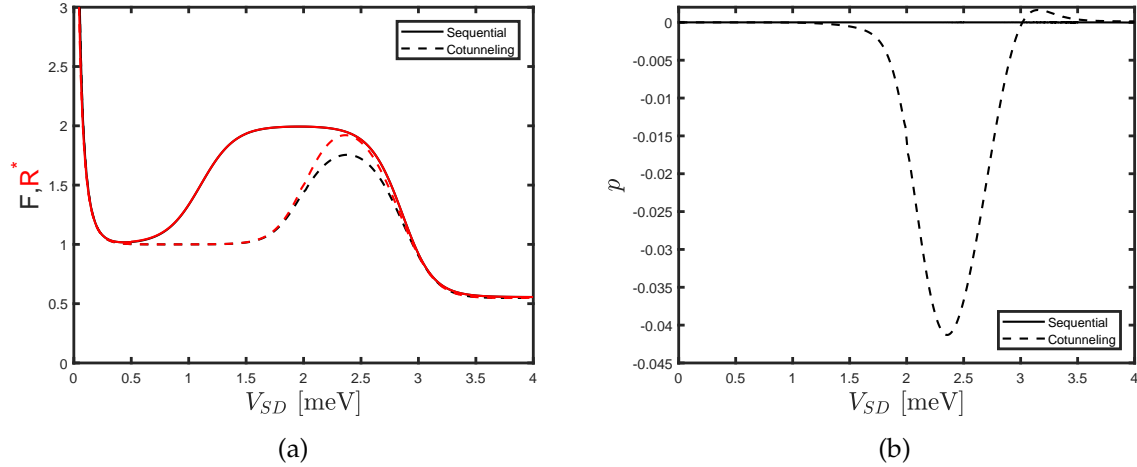 3
2.5
2
1.5
1
0.5
0
F,R*
Sequential
Cotunneling
0 0.5 1 1.5 2 2.5 3 3.5 4
V_SD [meV]
(a)
0
-0.005
-0.01
-0.015
-0.02
-0.025
-0.03
-0.035
-0.04
-0.045
p
Sequential
Cotunneling
0 0.5 1 1.5 2 2.5 3 3.5 4
V_SD [meV]
(b)